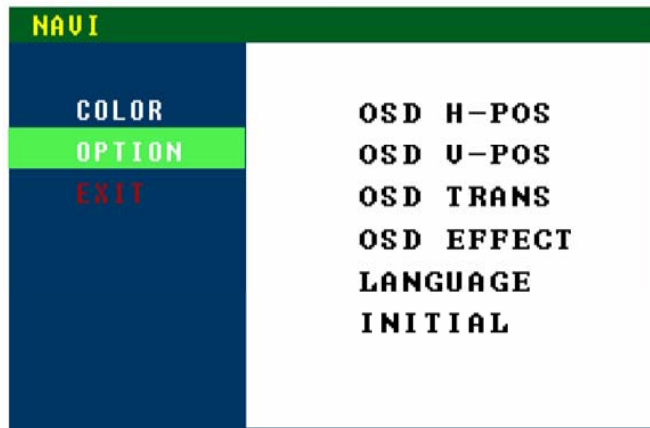 NAVI
COLOR
OPTION
EXIT
OSD H-POS
OSD V-POS
OSD TRANS
OSD EFFECT
LANGUAGE
INITIAL